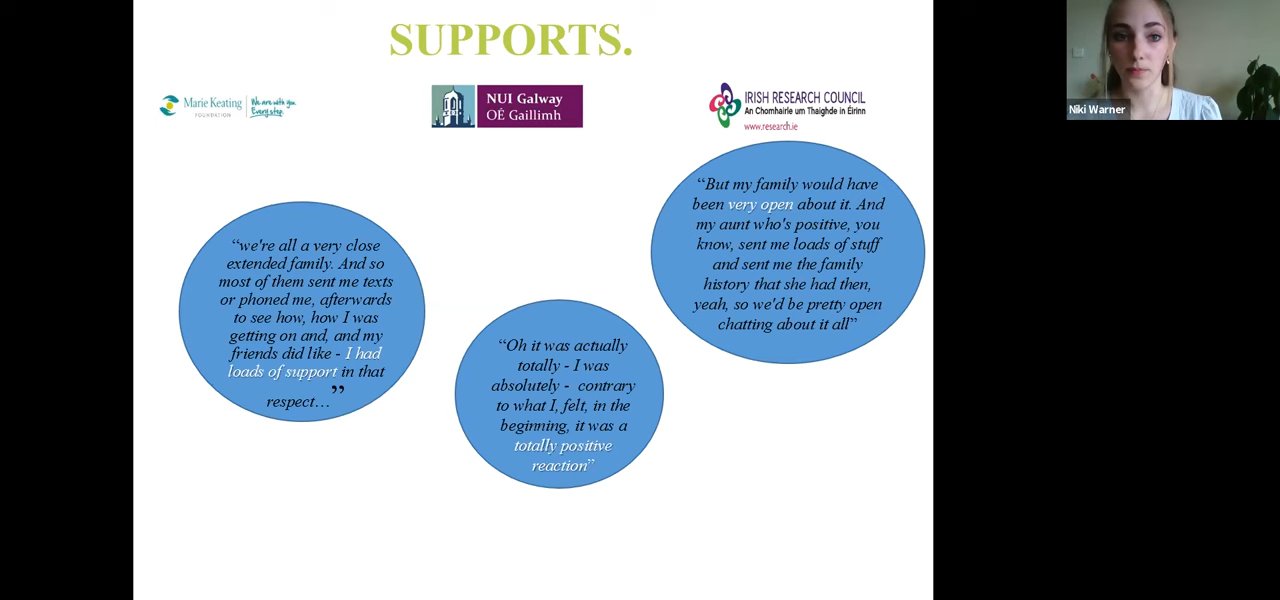 SUPPORTS.
Marie Keating
FOUNDATION
We are with you
Every step.
NUI Galway
OÉ Gaillimh
IRISH RESEARCH COUNCIL
An Chomhairle um Thaighde in Éirinn
www.research.ie
Niki Warner
“we're all a very close
extended family. And so
most of them sent me texts
or phoned me, afterwards
to see how, how I was
getting on and, and my
friends did like - I had
loads of support in that
respect…”
“Oh it was actually
totally - I was
absolutely - contrary
to what I, felt, in the
beginning, it was a
totally positive
reaction”
“But my family would have
been very open about it. And
my aunt who's positive, you
know, sent me loads of stuff
and sent me the family
history that she had then,
yeah, so we'd be pretty open
chatting about it all”